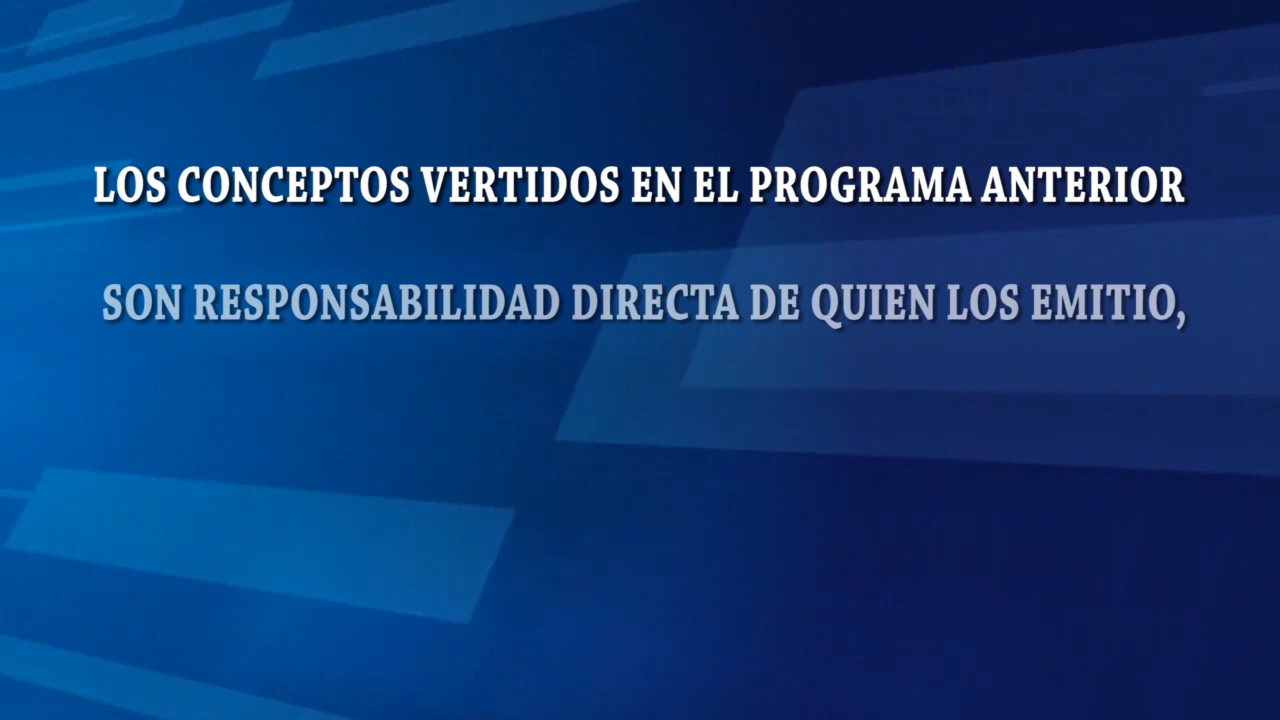 LOS CONCEPTOS VERTIDOS EN EL PROGRAMA ANTERIOR
SON RESPONSABILIDAD DIRECTA DE QUIEN LOS EMITIO,